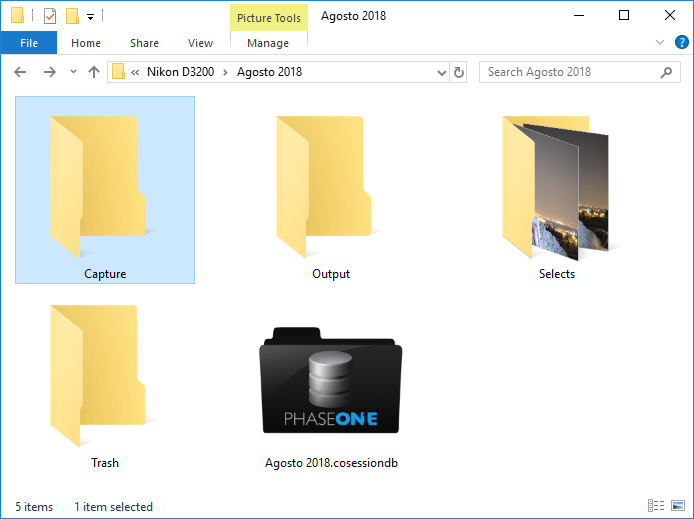 Picture Tools
Agosto 2018
File
Home
Share
View
Manage
Nikon D3200
Agosto 2018
Search Agosto 2018
Capture
Output
Selects
PHASEONE
Trash
Agosto 2018.cosessiondb
5 items
1 item selected